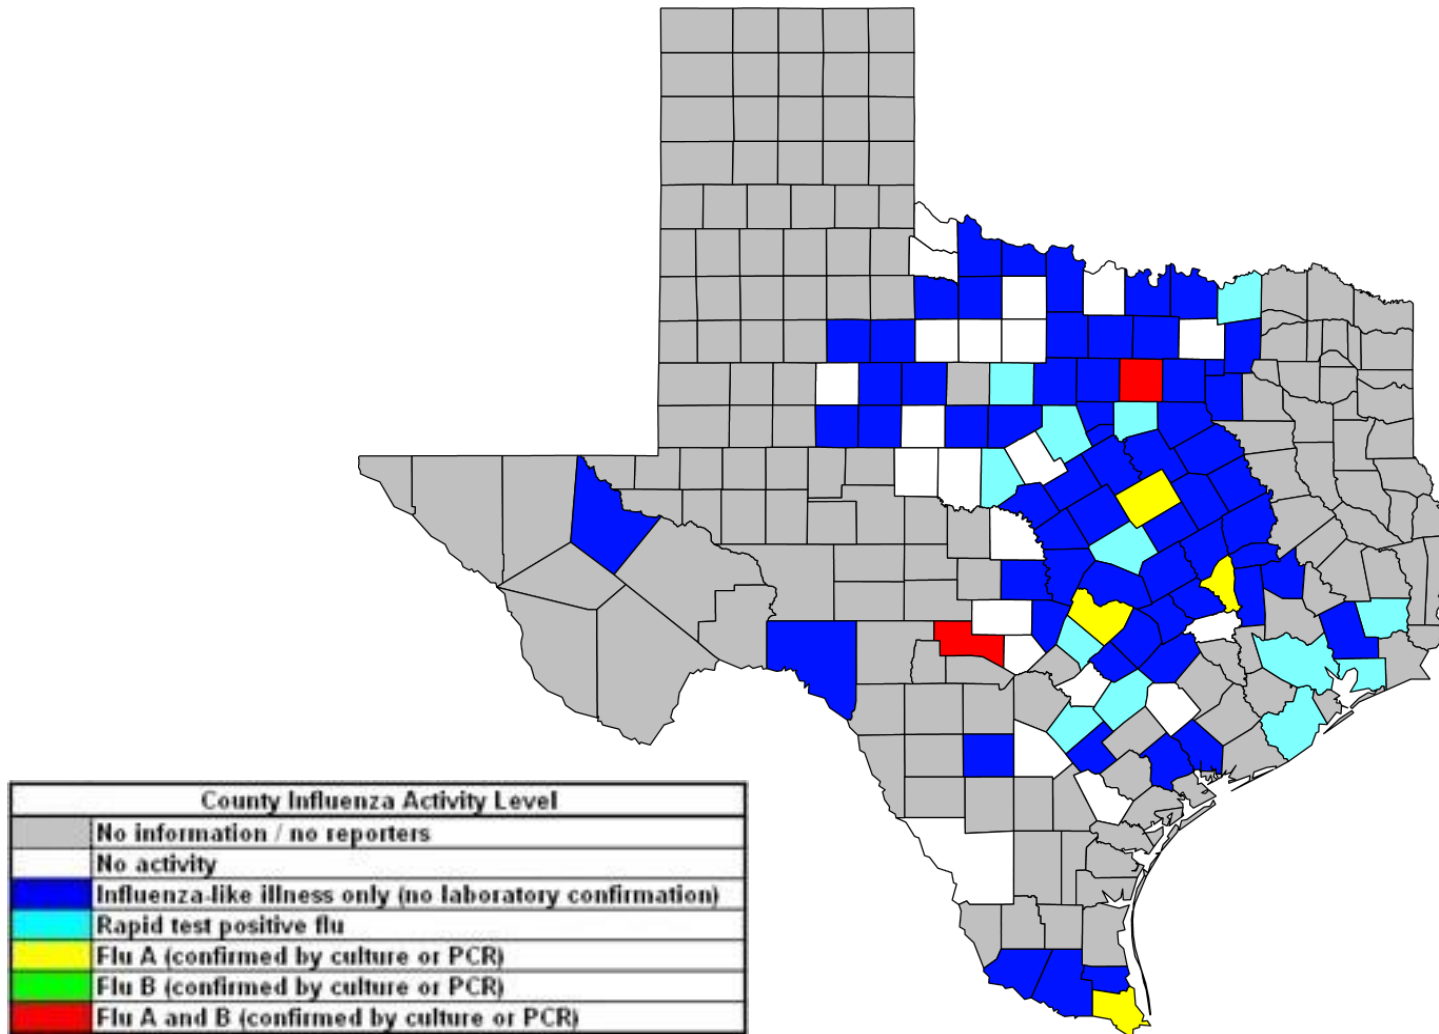 County Influenza Activity Level
No information / no reporters
No activity
Influenza-like illness only (no laboratory confirmation)
Rapid test positive flu
Flu A (confirmed by culture or PCR)
Flu B (confirmed by culture or PCR)
Flu A and B (confirmed by culture or PCR)